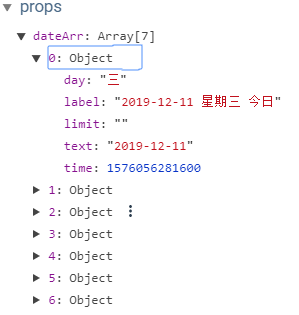 props
dateArr: Array[7]
0: Object
day: "三"
label: "2019-12-11 星期三 今日"
limit: ""
text: "2019-12-11"
time: 1576056281600
1: Object
2: Object
3: Object
4: Object
5: Object
6: Object